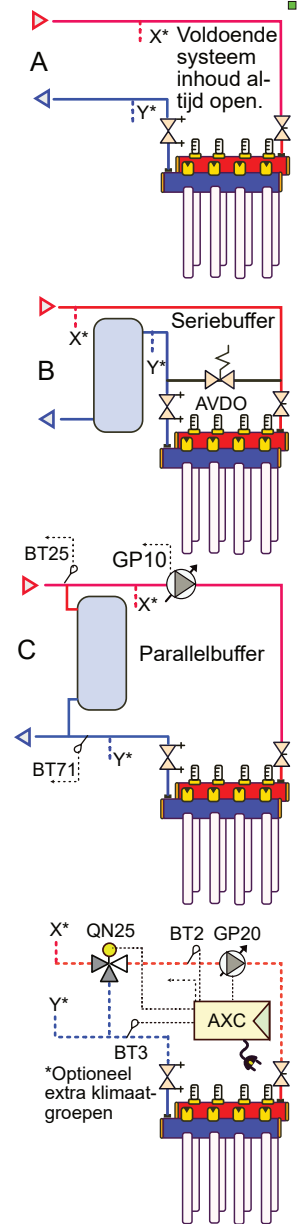 X*
Voldoende
systeem
inhoud al-
tijd open.
A
Y*
Seriebuffer
X*
Y*
B
AVDO
BT25
GP10
X*
C
Parallelbuffer
Y*
BT71
QN25
BT2
GP20
X*
Y*
AXC
BT3
*Optioneel
extra klimaat-
groepen